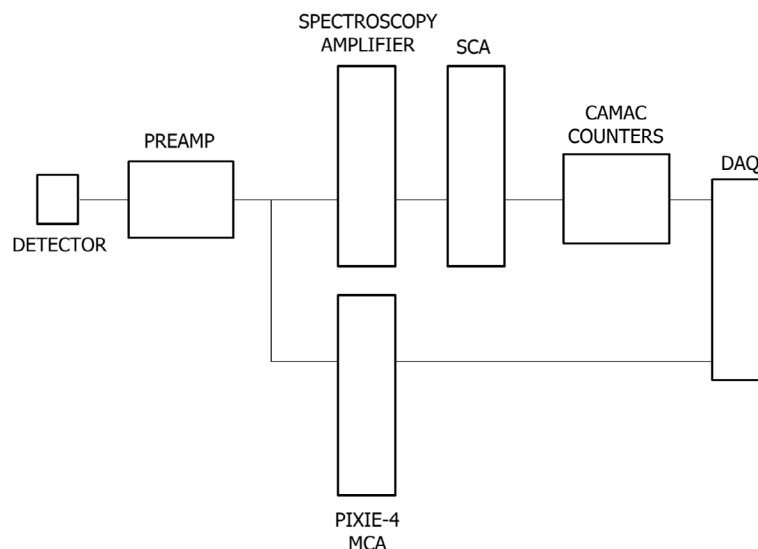 SPECTROSCOPY
AMPLIFIER
SCA
CAMAC
COUNTERS
PREAMP
DAQ
DETECTOR
PIXIE-4
MCA